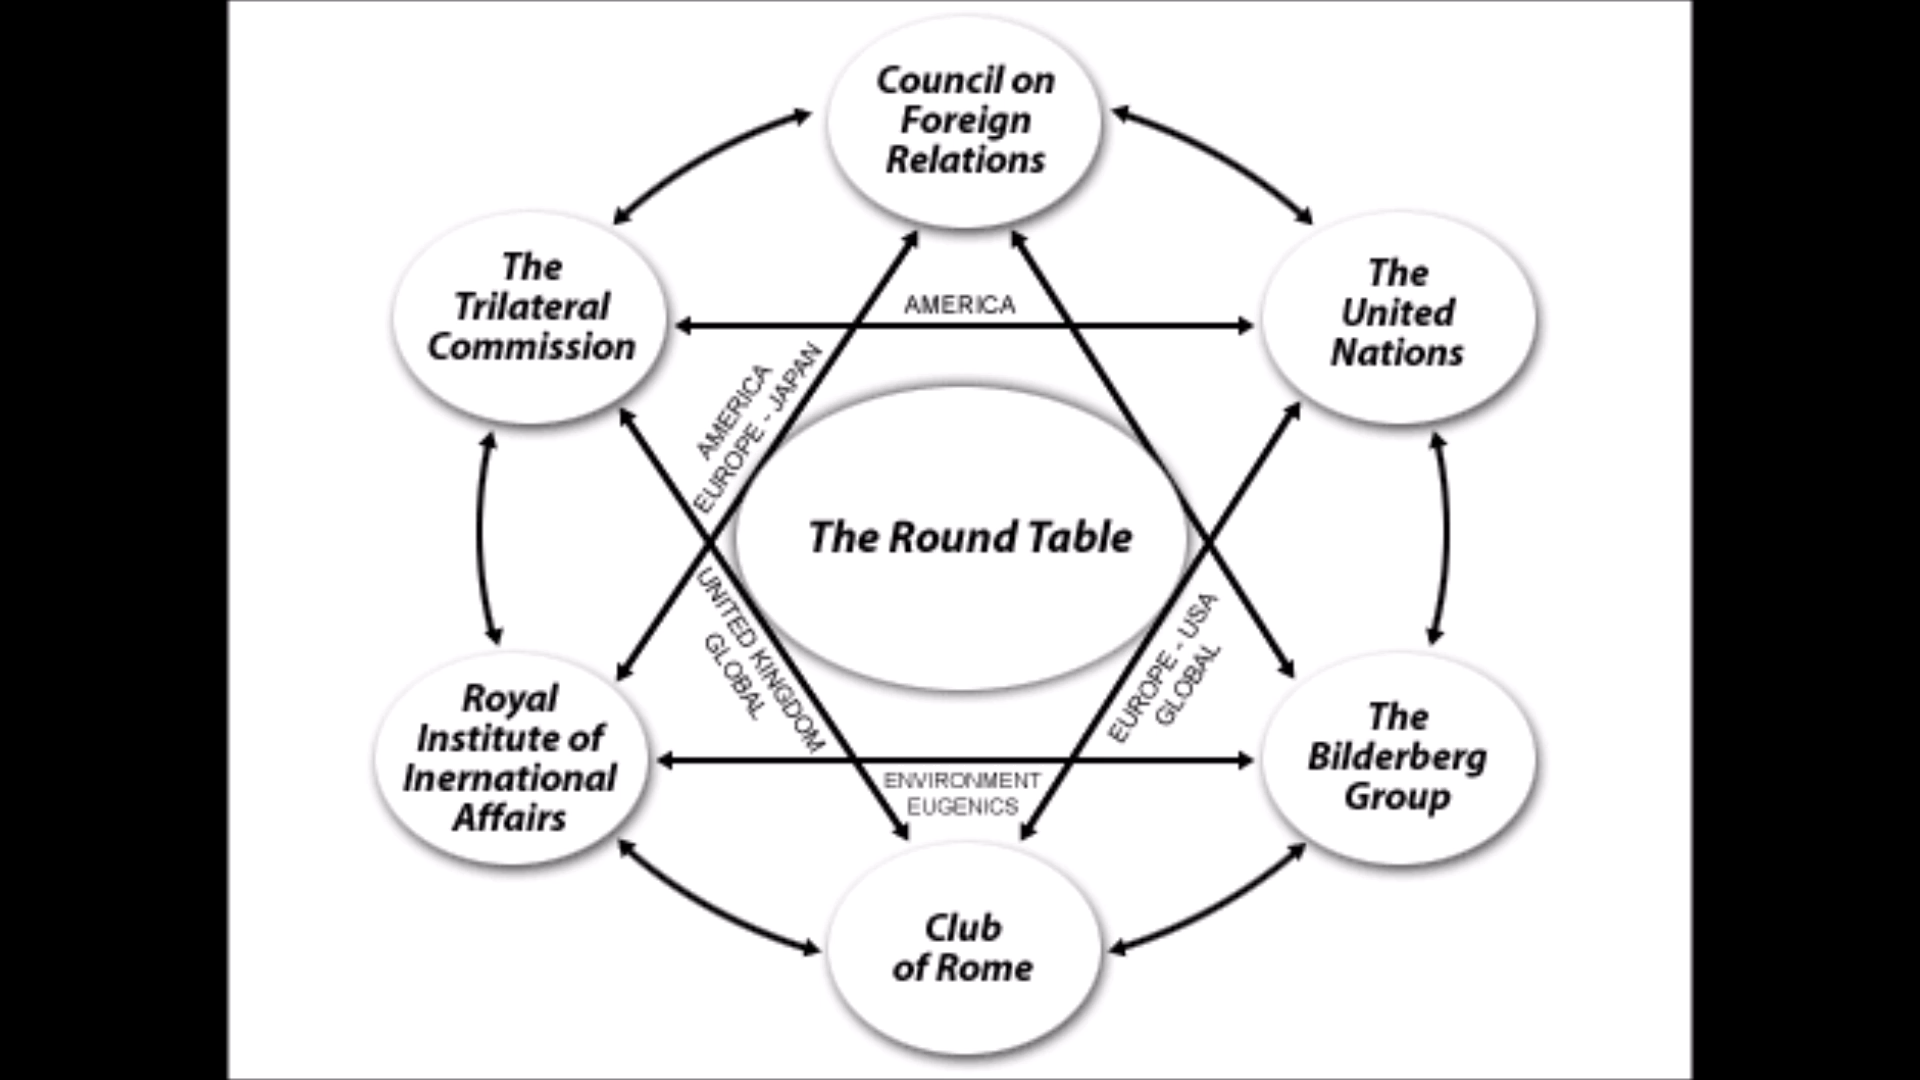 Council on
Foreign
Relations
The
Trilateral
Commission
The
United
Nations
AMERICA
AMERICA
EUROPE - JAPAN
The Round Table
UNITED KINGDOM
GLOBAL
EUROPE - USA
GLOBAL
Royal
Institute of
Inernational
Affairs
The
Bilderberg
Group
ENVIRONMENT
EUGENICS
Club
of Rome